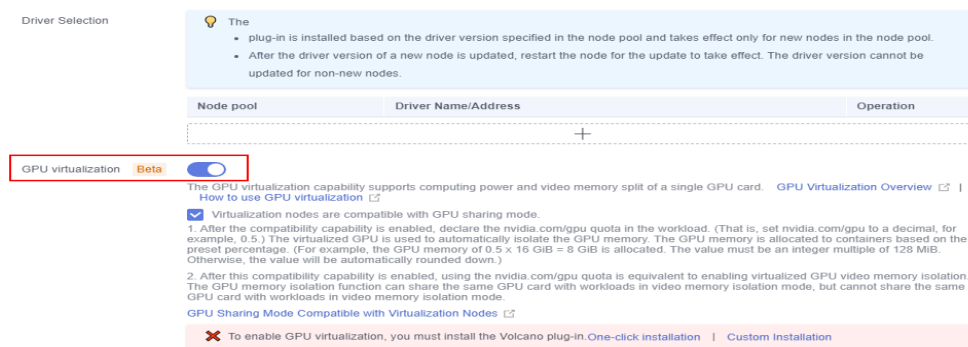 Driver Selection
The
• plug-in is installed based on the driver version specified in the node pool and takes effect only for new nodes in the node pool.
• After the driver version of a new node is updated, restart the node for the update to take effect. The driver version cannot be
updated for non-new nodes.
Node pool Driver Name/Address Operation
GPU virtualization Beta
The GPU virtualization capability supports computing power and video memory split of a single GPU card. GPU Virtualization Overview |
How to use GPU virtualization
Virtualization nodes are compatible with GPU sharing mode.
1. After the compatibility capability is enabled, declare the nvidia.com/gpu quota in the workload. (That is, set nvidia.com/gpu to a decimal, for
example, 0.5.) The virtualized GPU is used to automatically isolate the GPU memory. The GPU memory is allocated to containers based on the
preset percentage. (For example, the GPU memory of 0.5 x 16 GiB = 8 GiB is allocated. The value must be an integer multiple of 128 MiB.
Otherwise, the value will be automatically rounded down.)
2. After this compatibility capability is enabled, using the nvidia.com/gpu quota is equivalent to enabling virtualized GPU video memory isolation.
The GPU memory isolation function can share the same GPU card with workloads in video memory isolation mode, but cannot share the same
GPU card with workloads in video memory isolation mode.
GPU Sharing Mode Compatible with Virtualization Nodes
To enable GPU virtualization, you must install the Volcano plug-in.One-click installation | Custom Installation